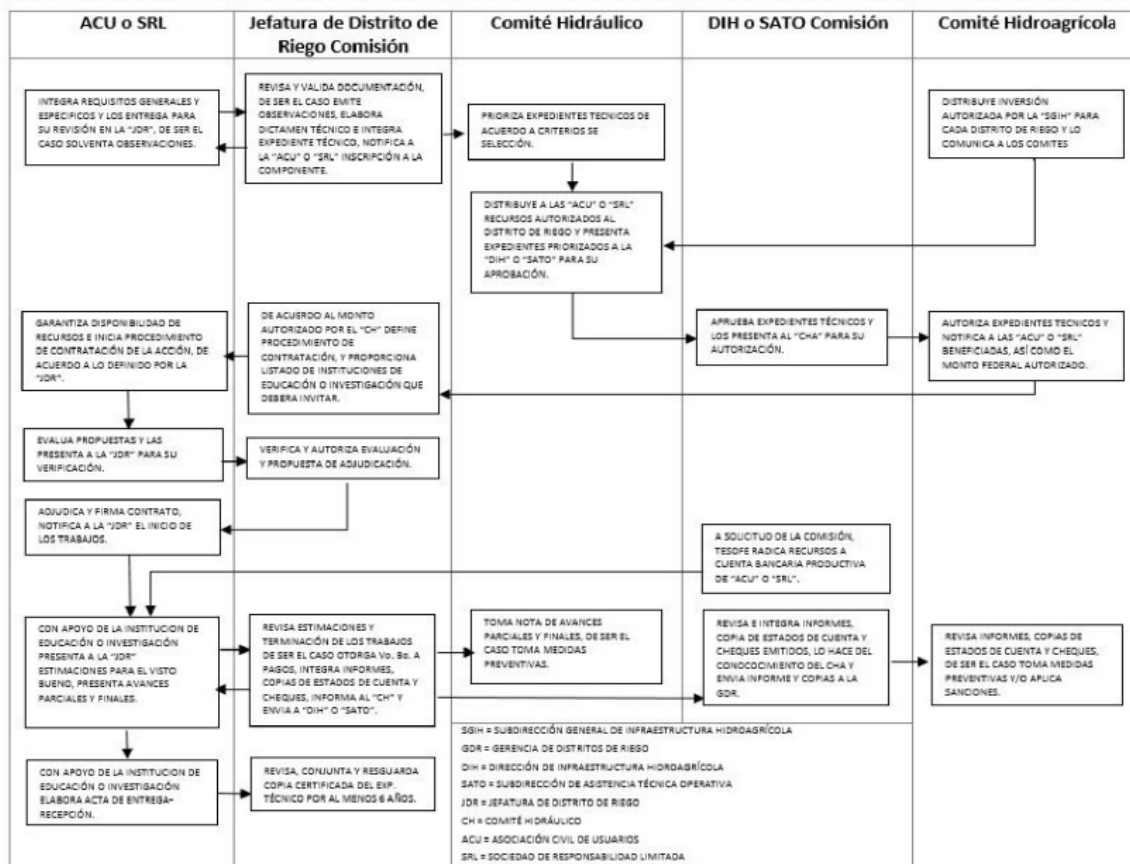 ACU o SRL
Jefatura de Distrito de
Riego Comisión
Comité Hidráulico
DIH o SATO Comisión
Comité Hidroagrícola
INTEGRA REQUISITOS GENERALES Y
ESPECIFICOS Y LOS ENTREGA PARA
SU REVISIÓN EN LA "JDR", DE SER EL
CASO SOLVENTA OBSERVACIONES.
REVISA Y VALIDA DOCUMENTACIÓN,
DE SER EL CASO EMITE
OBSERVACIONES, ELABORA
DICTAMEN TÉCNICO E INTEGRA
EXPEDIENTE TÉCNICO, NOTIFICA A
LA "ACU" O "SRL" INSCRIPCIÓN A LA
COMPONENTE.
PRIORIZA EXPEDIENTES TECNICOS DE
ACUERDO A CRITERIOS SE
SELECCIÓN.
DISTRIBUYE INVERSIÓN
AUTORIZADA POR LA "SGIH" PARA
CADA DISTRITO DE RIEGO Y LO
COMUNICA A LOS COMITES
DISTRIBUYE A LAS "ACU" O "SRL"
RECURSOS AUTORIZADOS AL
DISTRITO DE RIEGO Y PRESENTA
EXPEDIENTES PRIORIZADOS A LA
"DIH" O "SATO" PARA SU
APROBACIÓN.
GARANTIZA DISPONIBILIDAD DE
RECURSOS E INICIA PROCEDIMIENTO
DE CONTRATACIÓN DE LA ACCIÓN, DE
ACUERDO A LO DEFINIDO POR LA
"JDR".
DE ACUERDO AL MONTO
AUTORIZADO POR EL "CH" DEFINE
PROCEDIMIENTO DE
CONTRATACIÓN, Y PROPORCIONA
LISTADO DE INSTITUCIONES DE
EDUCACIÓN O INVESTIGACIÓN QUE
DEBERA INVITAR.
APRUEBA EXPEDIENTES TÉCNICOS Y
LOS PRESENTA AL "CHA" PARA SU
AUTORIZACIÓN.
AUTORIZA EXPEDIENTES TECNICOS Y
NOTIFICA A LAS "ACU" O "SRL"
BENEFICIADAS, ASÍ COMO EL
MONTO FEDERAL AUTORIZADO.
EVALUA PROPUESTAS Y LAS
PRESENTA A LA "JDR" PARA SU
VERIFICACIÓN.
VERIFICA Y AUTORIZA EVALUACIÓN
Y PROPUESTA DE ADJUDICACIÓN.
ADJUDICA Y FIRMA CONTRATO,
NOTIFICA A LA "JDR" EL INICIO DE
LOS TRABAJOS.
A SOLICITUD DE LA COMISIÓN,
TESOFE RADICA RECURSOS A
CUENTA BANCARIA PRODUCTIVA
DE "ACU" O "SRL".
CON APOYO DE LA INSTITUCION DE
EDUCACIÓN O INVESTIGACIÓN
PRESENTA A LA "JDR"
ESTIMACIONES PARA EL VISTO
BUENO, PRESENTA AVANCES
PARCIALES Y FINALES.
REVISA ESTIMACIONES Y
TERMINACIÓN DE LOS TRABAJOS
DE SER EL CASO OTORGA Vo. Bo. A
PAGOS, INTEGRA INFORMES,
COPIAS DE ESTADOS DE CUENTA Y
CHEQUES, INFORMA AL "CH" Y
ENVIA A "DIH" O "SATO".
TOMA NOTA DE AVANCES
PARCIALES Y FINALES, DE SER EL
CASO TOMA MEDIDAS
PREVENTIVAS.
REVISA E INTEGRA INFORMES,
COPIA DE ESTADOS DE CUENTA Y
CHEQUES EMITIDOS, LO HACE DEL
CONOCOCIMIENTO DEL CHA Y
ENVIA INFORME Y COPIAS A LA
GDR.
REVISA INFORMES, COPIAS DE
ESTADOS DE CUENTA Y CHEQUES,
DE SER EL CASO TOMA MEDIDAS
PREVENTIVAS Y/O APLICA
SANCIONES.
CON APOYO DE LA INSTITUCION DE
EDUCACIÓN O INVESTIGACIÓN
ELABORA ACTA DE ENTREGA-
RECEPCIÓN.
REVISA, CONJUNTA Y RESGUARDA
COPIA CERTIFICADA DEL EXP.
TÉCNICO POR AL MENOS 6 AÑOS.
SGIH = SUBDIRECCIÓN GENERAL DE INFRAESTRUCTURA HIDROAGRÍCOLA
GDR = GERENCIA DE DISTRITOS DE RIEGO
DIH = DIRECCIÓN DE INFRAESTRUCTURA HIDROAGRÍCOLA
SATO = SUBDIRECCIÓN DE ASISTENCIA TÉCNICA OPERATIVA
JDR = JEFATURA DE DISTRITO DE RIEGO
CH = COMITÉ HIDRÁULICO
ACU = ASOCIACIÓN CIVIL DE USUARIOS
SRL = SOCIEDAD DE RESPONSABILIDAD LIMITADA